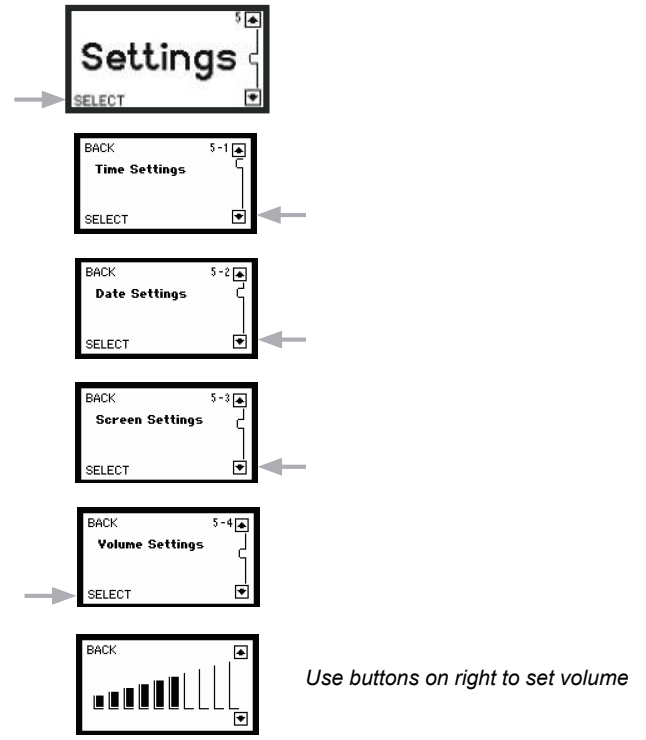 5
Settings
SELECT
BACK 5-1
Time Settings
SELECT
BACK 5-2
Date Settings
SELECT
BACK 5-3
Screen Settings
SELECT
BACK 5-4
Volume Settings
SELECT
BACK
Use buttons on right to set volume